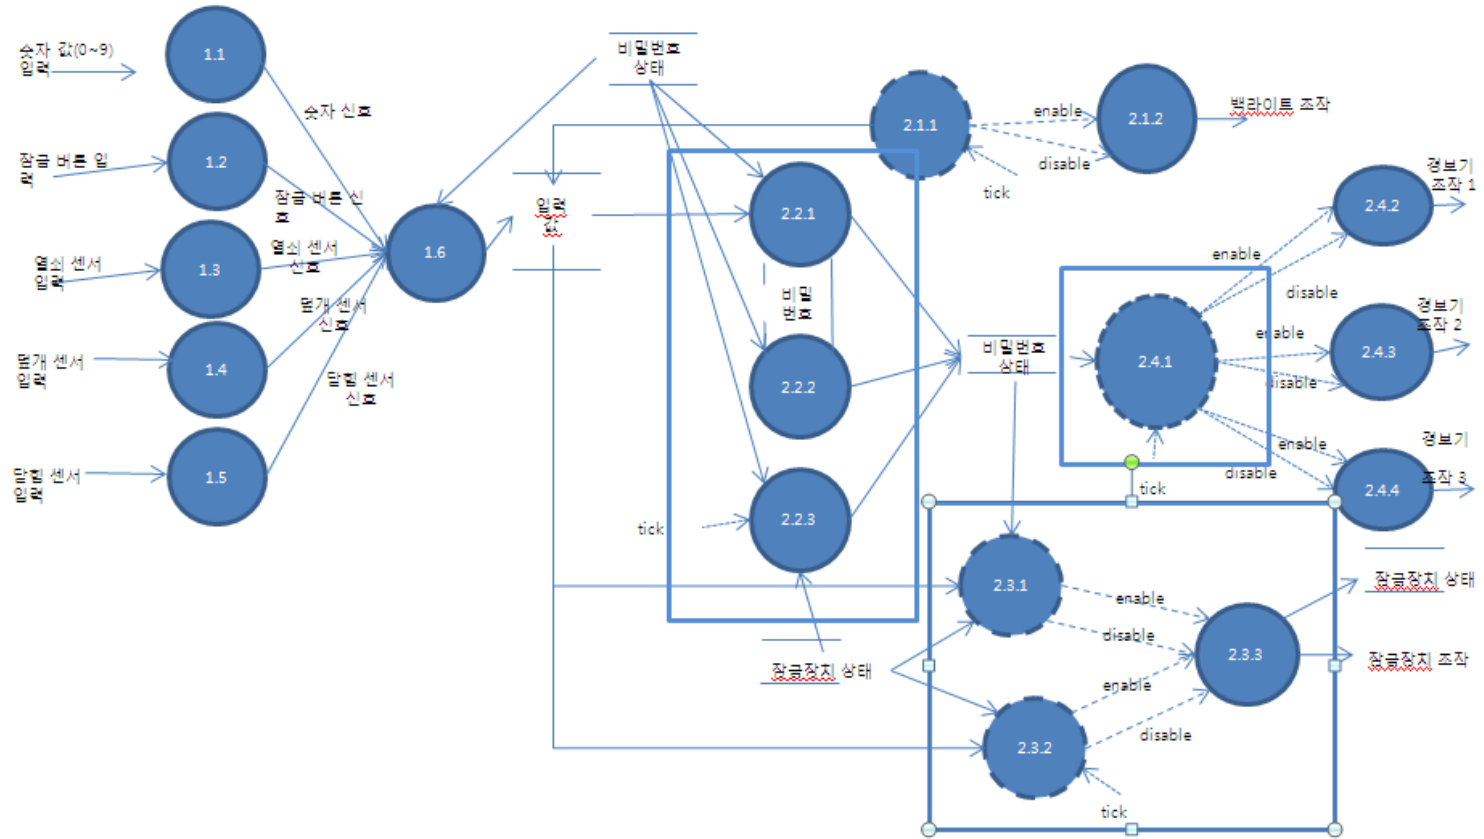 숫자 값(0~9)
입력
1.1
숫자 신호
잠금 버튼 입
력
1.2
잠금 버튼 신
호
열쇠 센서
입력
1.3
열쇠 센서
신호
덮개 센서
입력
1.4
덮개 센서
신호
닫힘 센서
입력
1.5
닫힘 센서
신호
1.6
입력
값
비밀번호
상태
2.1.1
enable
disable
tick
2.1.2
백라이트 조작
2.2.1
비밀
번호
2.2.2
2.2.3
tick
비밀번호
상태
2.4.1
tick
enable
disable
2.4.2
경보기
조작 1
enable
disable
2.4.3
경보기
조작 2
enable
disable
2.4.4
경보기
조작 3
잠금장치 상태
2.3.1
enable
disable
2.3.2
enable
disable
tick
2.3.3
잠금장치 상태
잠금장치 조작